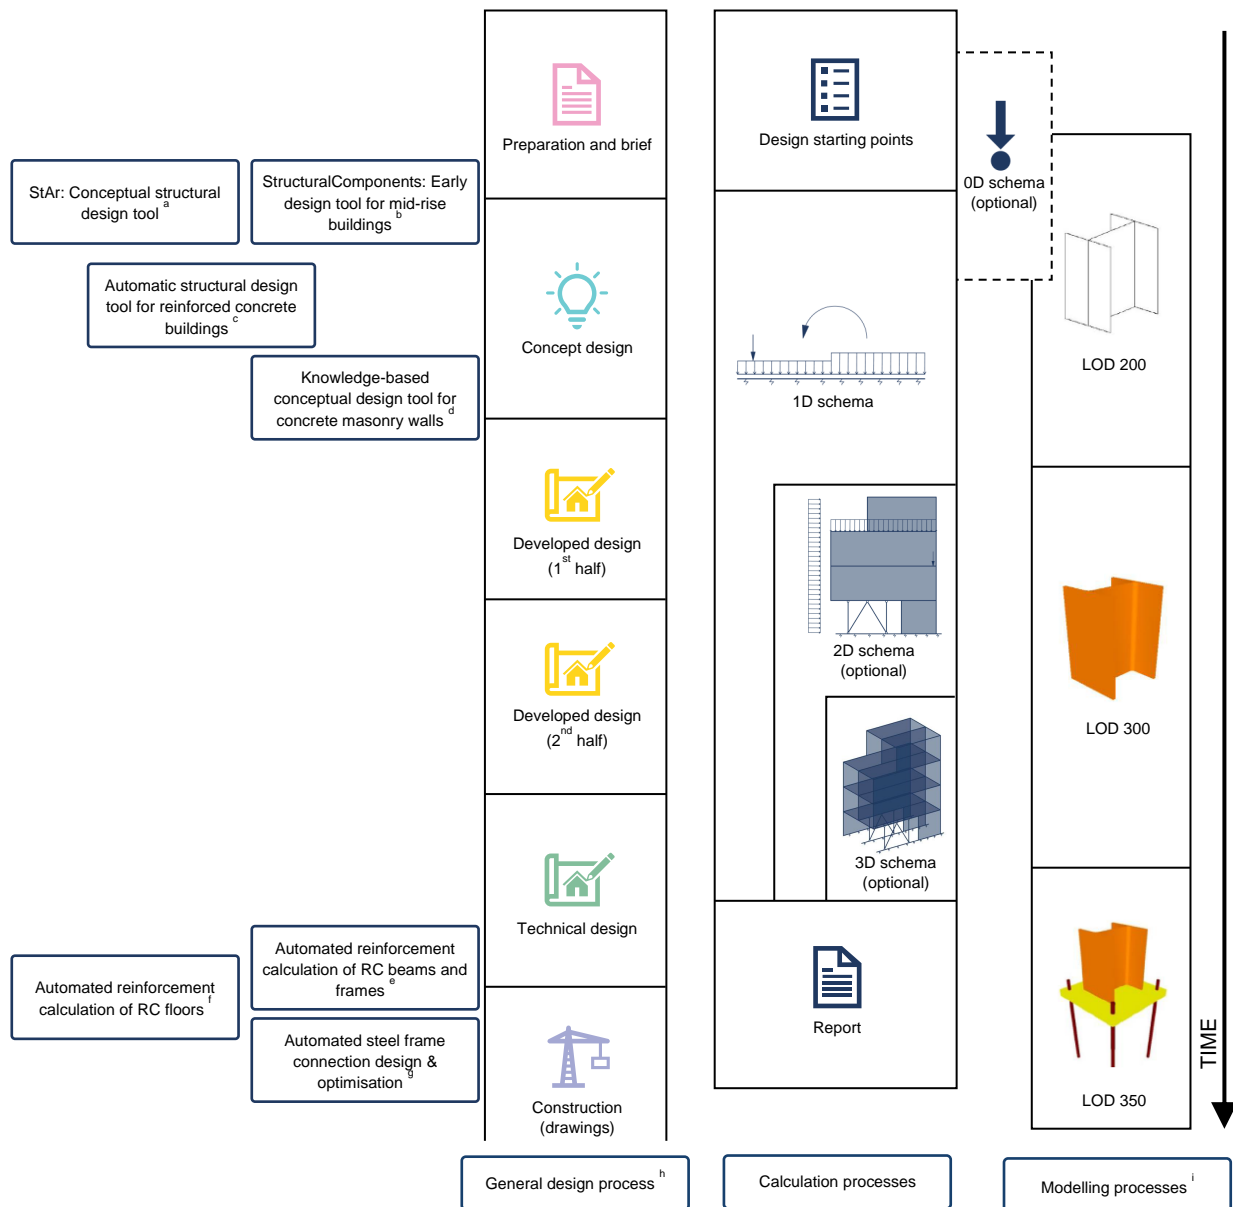 Preparation and brief
Design starting points
0D schema
(optional)
StAr: Conceptual structural
design tool a
StructuralComponents: Early
design tool for mid-rise
buildings b
Automatic structural design
tool for reinforced concrete
buildings c
Concept design
Knowledge-based
conceptual design tool for
concrete masonry walls d
1D schema
LOD 200
Developed design
(1st half)
2D schema
(optional)
Developed design
(2nd half)
LOD 300
3D schema
(optional)
Technical design
Automated reinforcement
calculation of RC floors f
Automated reinforcement
calculation of RC beams and
frames e
Automated steel frame
connection design &
optimisation g
Report
Construction
(drawings)
LOD 350
TIME
General design process h
Calculation processes
Modelling processes i